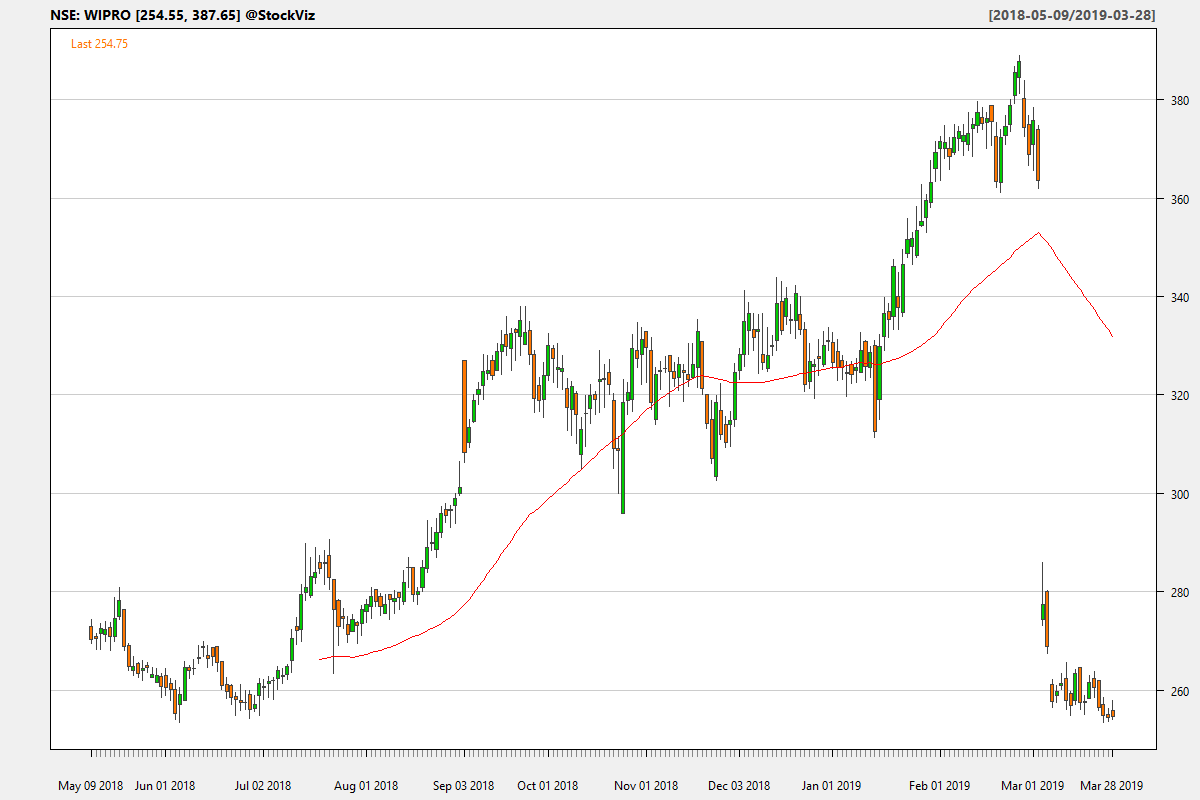 NSE: WIPRO [254.55, 387.65] @StockViz [2018-05-09/2019-03-28]
Last 254.75
380
360
340
320
300
280
260
May 09 2018 Jun 01 2018 Jul 02 2018 Aug 01 2018 Sep 03 2018 Oct 01 2018 Nov 01 2018 Dec 03 2018 Jan 01 2019 Feb 01 2019 Mar 01 2019 Mar 28 2019